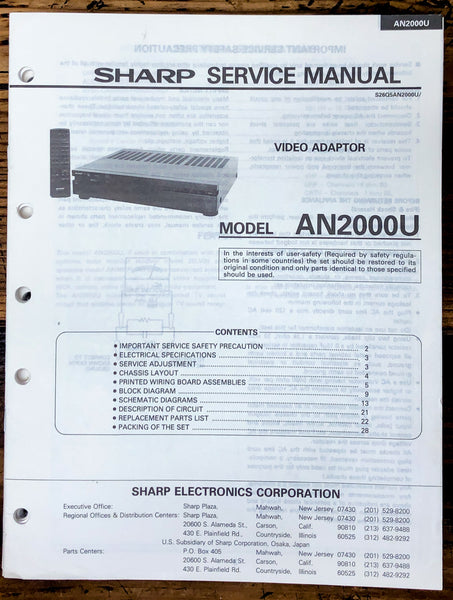 AN2000U
SHARP SERVICE MANUAL
S26Q5AN2000U/
VIDEO ADAPTOR
MODEL AN2000U
In the interests of user-safety (Required by safety regula-
tions in some countries) the set should be restored to its
original condition and only parts identical to those specified
should be used.
CONTENTS
• IMPORTANT SERVICE SAFETY PRECAUTION 2
• ELECTRICAL SPECIFICATIONS 3
• SERVICE ADJUSTMENT 3
• CHASSIS LAYOUT 4
• PRINTED WIRING BOARD ASSEMBLIES 5
• BLOCK DIAGRAM 9
• SCHEMATIC DIAGRAMS 13
• DESCRIPTION OF CIRCUIT 21
• REPLACEMENT PARTS LIST 22
• PACKING OF THE SET 28
SHARP ELECTRONICS CORPORATION
Executive Office: Sharp Plaza, Mahwah, New Jersey 07430 (201) 529-8200
Regional Offices & Distribution Centers: Sharp Plaza, Mahwah, New Jersey 07430 (201) 529-8200
20600 S. Alameda St., Carson, Calif. 90810 (213) 637-9488
430 E. Plainfield Rd., Countryside, Illinois 60525 (312) 482-9292
U.S. Subsidiary of Sharp Corporation, Osaka, Japan
Parts Centers: P.O. Box 405 Mahwah, New Jersey 07430 (201) 529-8200
20600 S. Alameda St. Carson, Calif. 90810 (213) 637-9488
430 E. Plainfield Rd. Countryside, Illinois 60525 (312) 482-9292